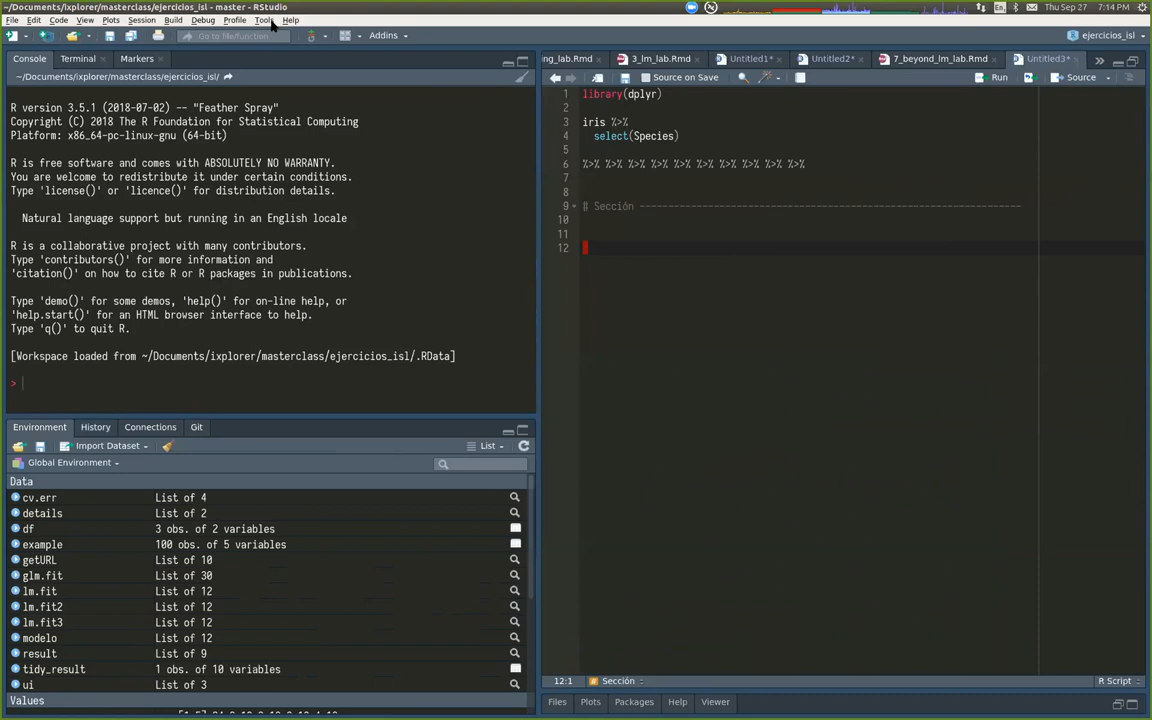 ~/Documents/ixplorer/masterclass/ejercicios_isl - master - RStudio
Thu Sep 27 7:14 PM
File Edit Code View Plots Session Build Debug Profile Tools Help
Go to file/function
Addins
ejercicios_isl
Console Terminal Markers
~/Documents/ixplorer/masterclass/ejercicios_isl/
R version 3.5.1 (2018-07-02) -- "Feather Spray"
Copyright (C) 2018 The R Foundation for Statistical Computing
Platform: x86_64-pc-linux-gnu (64-bit)
R is free software and comes with ABSOLUTELY NO WARRANTY.
You are welcome to redistribute it under certain conditions.
Type 'license()' or 'licence()' for distribution details.
Natural language support but running in an English locale
R is a collaborative project with many contributors.
Type 'contributors()' for more information and
'citation()' on how to cite R or R packages in publications.
Type 'demo()' for some demos, 'help()' for on-line help, or
'help.start()' for an HTML browser interface to help.
Type 'q()' to quit R.
[Workspace loaded from ~/Documents/ixplorer/masterclass/ejercicios_isl/.RData]
>
Environment History Connections Git
Import Dataset
List
Global Environment
Data
cv.err List of 4
details List of 2
df 3 obs. of 2 variables
example 100 obs. of 5 variables
getURL List of 10
glm.fit List of 30
lm.fit List of 12
lm.fit2 List of 12
lm.fit3 List of 12
modelo List of 12
result List of 9
tidy_result 1 obs. of 10 variables
ui List of 3
Values
ng_lab.Rmd 3_lm_lab.Rmd Untitled1* Untitled2* 7_beyond_lm_lab.Rmd Untitled3*
Source on Save
Run
Source
1 library(dplyr)
2
3 iris %>%
4 select(Species)
5
6 %>% %>% %>% %>% %>% %>% %>% %>% %>% %>%
7
8
9 # Sección ---------------------------------------------------------------
10
11
12
12:1 # Sección
R Script
Files Plots Packages Help Viewer